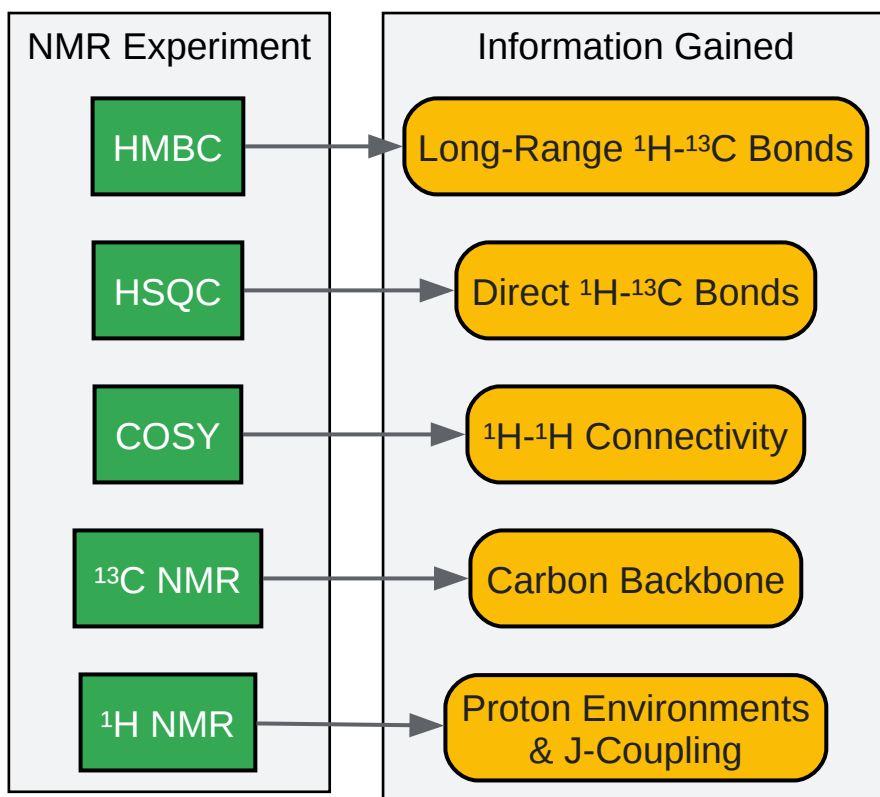 NMR Experiment
Information Gained
HMBC
Long-Range ¹H-¹³C Bonds
HSQC
Direct ¹H-¹³C Bonds
COSY
¹H-¹H Connectivity
¹³C NMR
Carbon Backbone
¹H NMR
Proton Environments
& J-Coupling